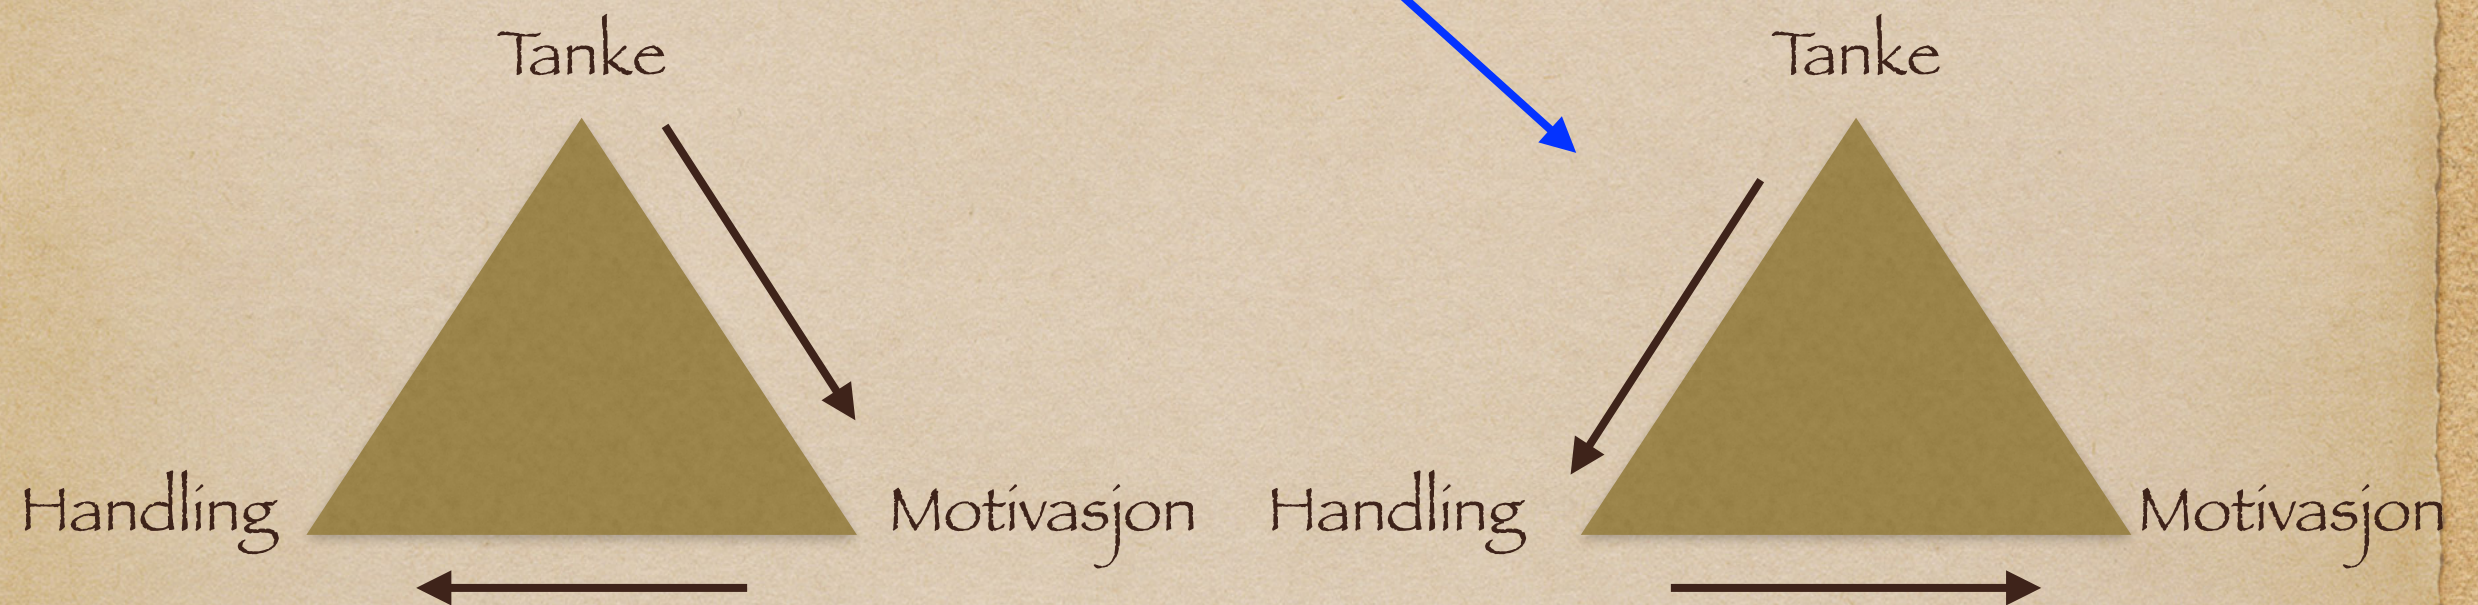 Tanke
Handling
Motivasjon
Tanke
Handling
Motivasjon